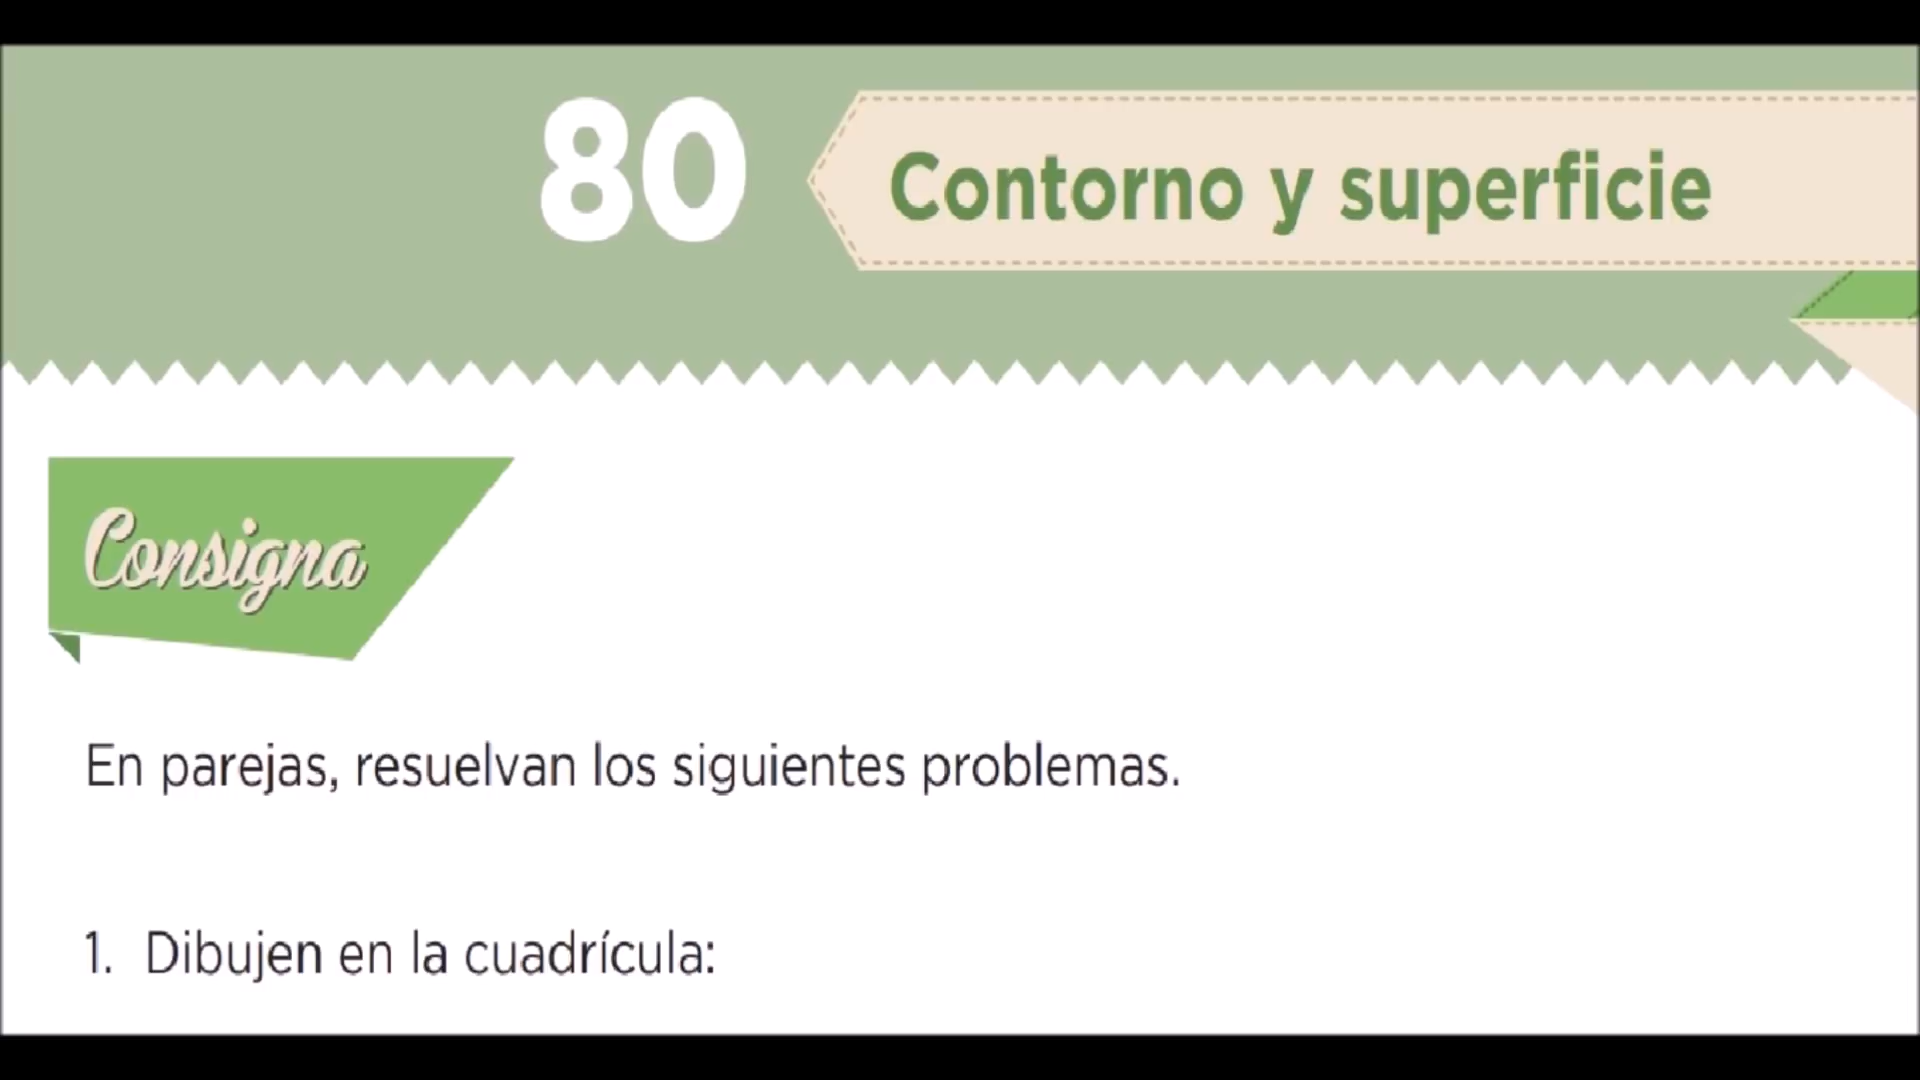 80
Contorno y superficie
Consigna
En parejas, resuelvan los siguientes problemas.
1. Dibujen en la cuadrícula: